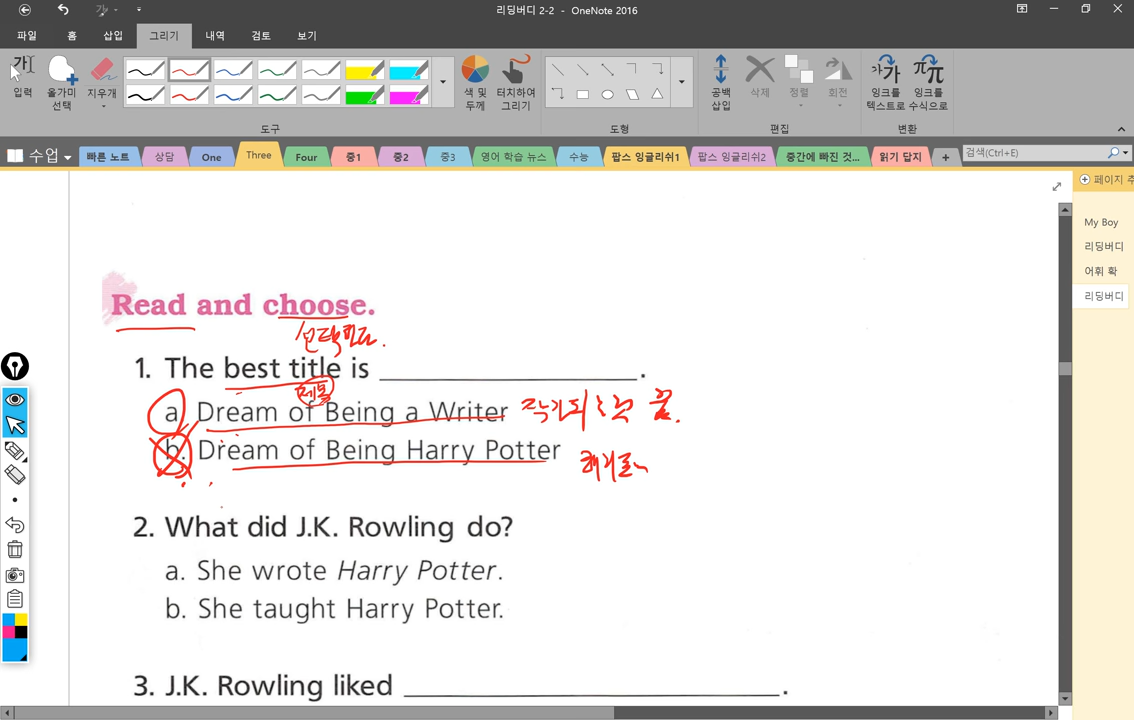 리딩버디 2-2 - OneNote 2016
파일 홈 삽입 그리기 내역 검토 보기
입력 올가미 선택 지우개 색 및 두께 터치하여 그리기 공백 삽입 삭제 정렬 회전 잉크를 텍스트로 잉크를 수식으로
도구 도형 편집 변환
수업 빠른 노트 상담 One Three Four 중1 중2 중3 영어 학습 뉴스 수능 팝스 잉글리쉬1 팝스 잉글리쉬2 중간에 빠진 것... 읽기 답지 + 검색(Ctrl+E)
페이지 추
My Boy
리딩버디
어휘 확
리딩버디
Read and choose.
선택하다.
1. The best title is ____.
제목
a. Dream of Being a Writer 작가되는 것 꿈.
b. Dream of Being Harry Potter 해리포터
2. What did J.K. Rowling do?
a. She wrote Harry Potter.
b. She taught Harry Potter.
3. J.K. Rowling liked ____.